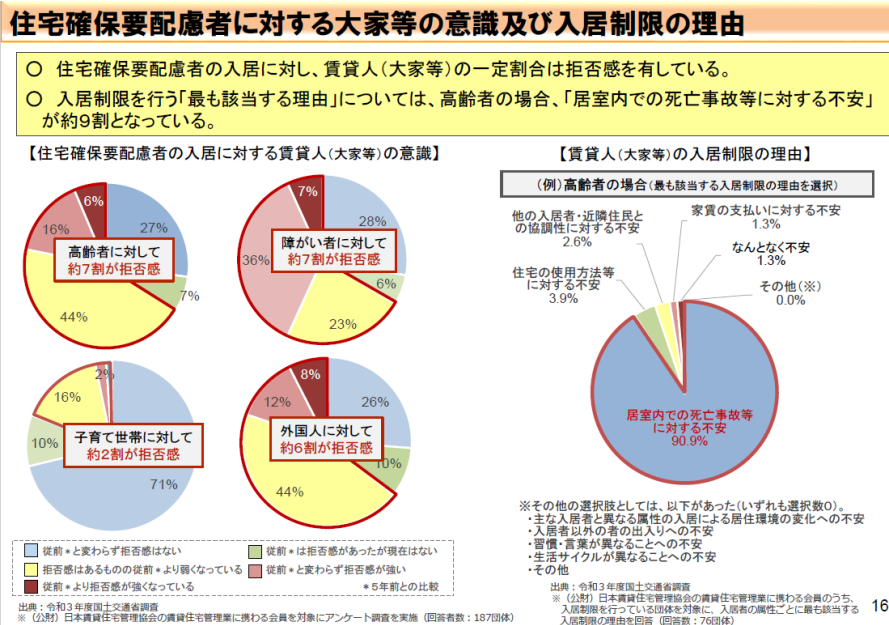 住宅確保要配慮者に対する大家等の意識及び入居制限の理由
○ 住宅確保要配慮者の入居に対し、賃貸人(大家等)の一定割合は拒否感を有している。
○ 入居制限を行う「最も該当する理由」については、高齢者の場合、「居室内での死亡事故等に対する不安」
が約9割となっている。
【住宅確保要配慮者の入居に対する賃貸人(大家等)の意識】
6%
27%
16%
高齢者に対して
約7割が拒否感
7%
44%
7%
28%
36%
障がい者に対して
約7割が拒否感
6%
23%
2%
16%
10%
子育て世帯に対して
約2割が拒否感
71%
8%
26%
12%
外国人に対して
約6割が拒否感
10%
44%
従前*と変わらず拒否感はない
従前*は拒否感があったが現在はない
拒否感はあるものの従前*より弱くなっている
従前*と変わらず拒否感が強い
従前*より拒否感が強くなっている
*5年前との比較
出典:令和3年度国土交通省調査
※(公財)日本賃貸住宅管理協会の賃貸住宅管理業に携わる会員を対象にアンケート調査を実施(回答者数:187団体)
【賃貸人(大家等)の入居制限の理由】
(例)高齢者の場合(最も該当する入居制限の理由を選択)
他の入居者・近隣住民と
の協調性に対する不安
2.6%
家賃の支払いに対する不安
1.3%
なんとなく不安
1.3%
住宅の使用方法等
に対する不安
3.9%
その他(※)
0.0%
居室内での死亡事故等
に対する不安
90.9%
※その他の選択肢としては、以下があった(いずれも選択数0)。
・主な入居者と異なる属性の入居による居住環境の変化への不安
・入居者以外の者の出入りへの不安
・習慣・言葉が異なることへの不安
・生活サイクルが異なることへの不安
・その他
出典:令和3年度国土交通省調査
※(公財)日本賃貸住宅管理協会の賃貸住宅管理業に携わる会員のうち、
入居制限を行っている団体を対象に、入居者の属性ごとに最も該当する
入居制限の理由を回答(回答数:76団体)
16